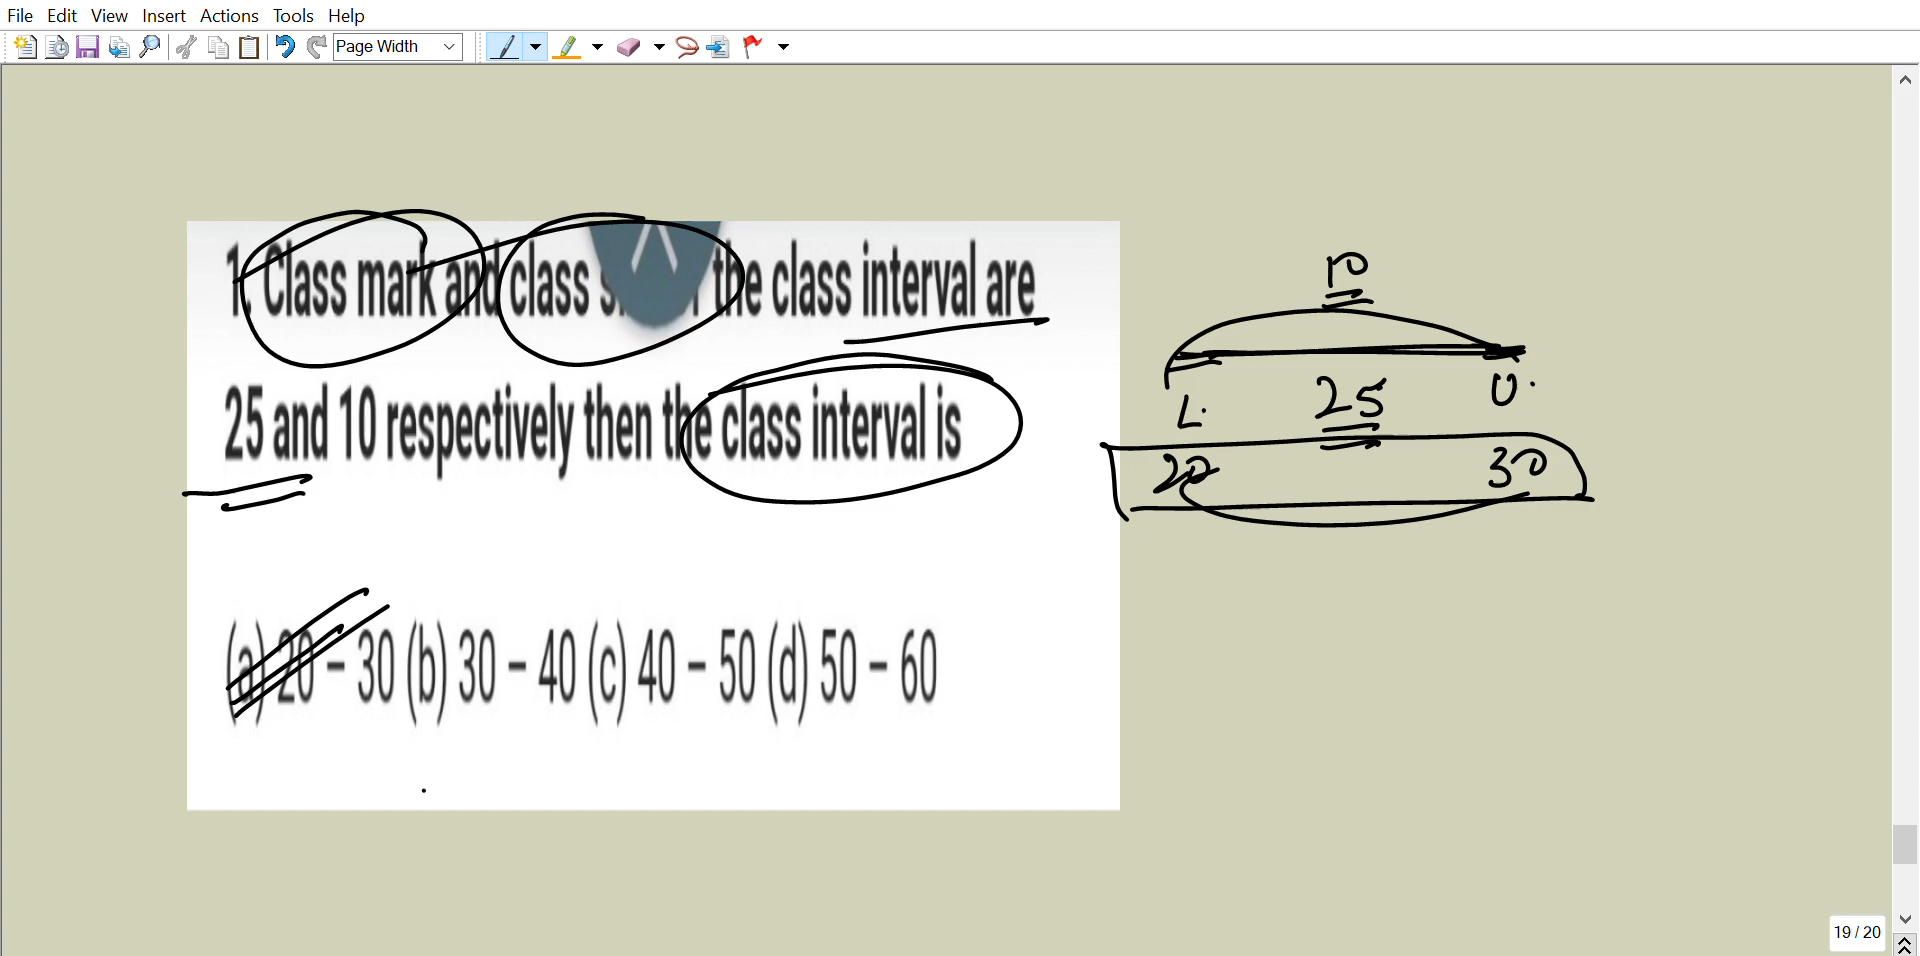 File Edit View Insert Actions Tools Help
Page Width
1. Class mark and class the class interval are
25 and 10 respectively then the class interval is
(a) 20 – 30 (b) 30 – 40 (c) 40 – 50 (d) 50 – 60
10
L. 25 U.
20 30
19 / 20